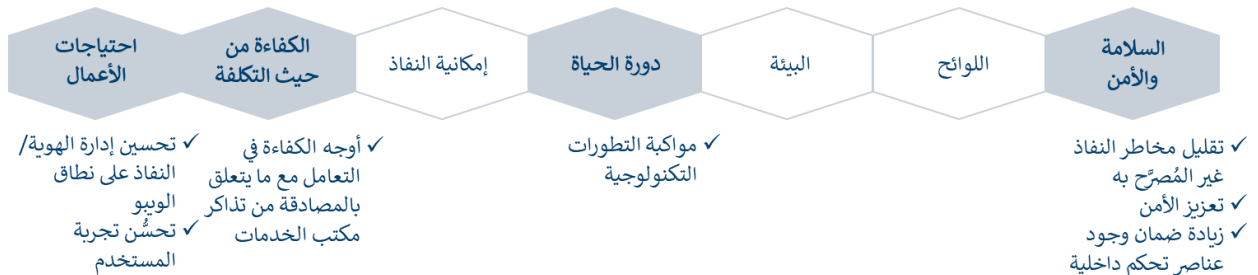 السلامة
والأمن
اللوائح
البيئة
دورة الحياة
إمكانية النفاذ
الكفاءة من
حيث التكلفة
احتياجات
الأعمال
✓ تقليل مخاطر النفاذ
غير المُصرَّح به
✓ تعزيز الأمن
✓ زيادة ضمان وجود
عناصر تحكم داخلية
✓ مواكبة التطورات
التكنولوجية
✓ أوجه الكفاءة في
التعامل مع ما يتعلق
بالمصادقة من تذاكر
مكتب الخدمات
✓ تحسين إدارة الهوية/
النفاذ على نطاق
الويبو
✓ تحسُّن تجربة
المستخدم